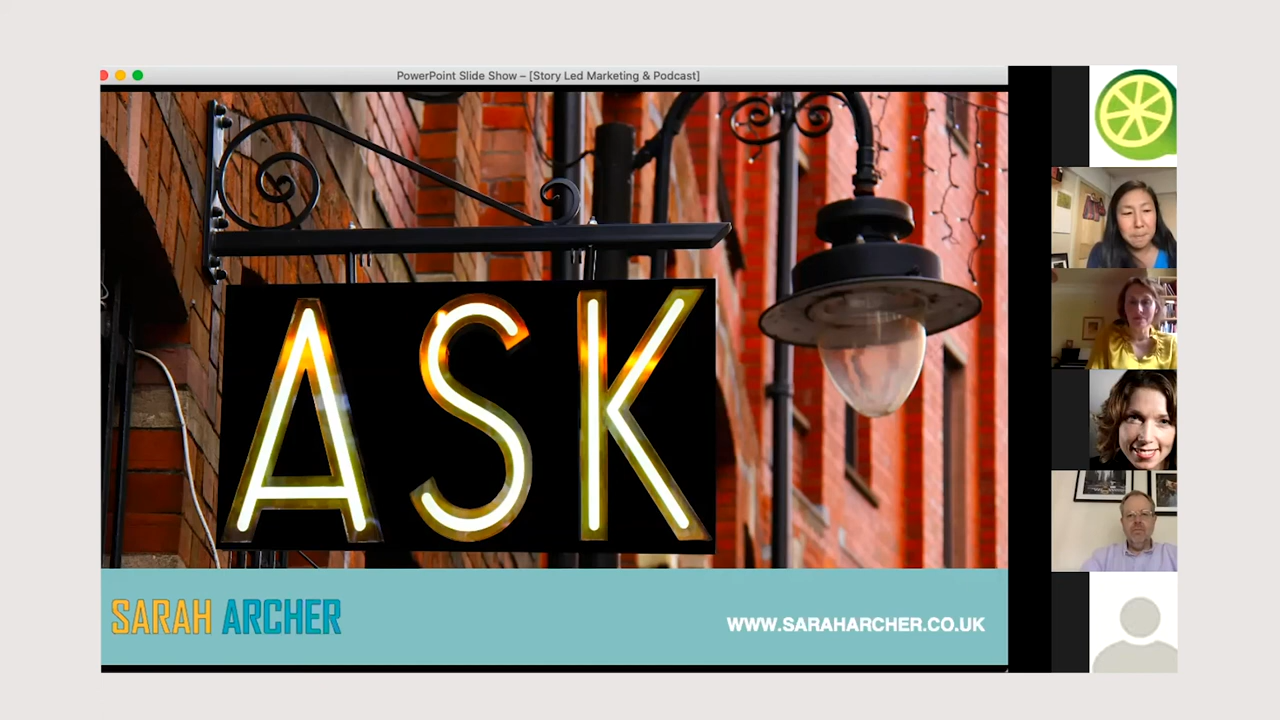 PowerPoint Slide Show – [Story Led Marketing & Podcast]
ASK
SARAH ARCHER
WWW.SARAHARCHER.CO.UK